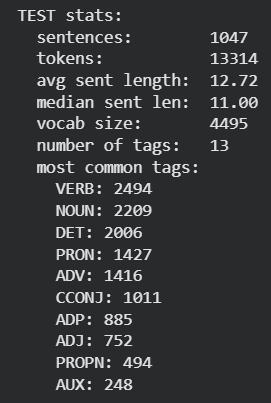 TEST stats:
sentences: 1047
tokens: 13314
avg sent length: 12.72
median sent len: 11.00
vocab size: 4495
number of tags: 13
most common tags:
VERB: 2494
NOUN: 2209
DET: 2006
PRON: 1427
ADV: 1416
CCONJ: 1011
ADP: 885
ADJ: 752
PROPN: 494
AUX: 248